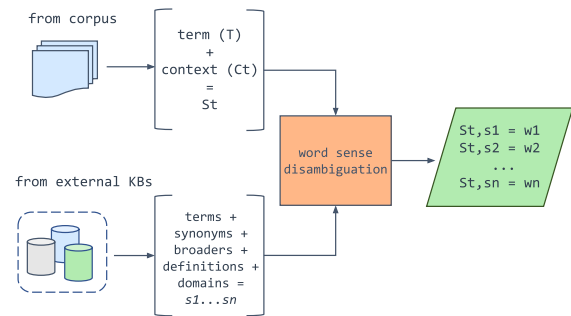 from corpus
term (T)
+
context (Ct)
=
St
from external KBs
terms +
synonyms +
broaders +
definitions +
domains =
s1...sn
word sense
disambiguation
St,s1 = w1
St,s2 = w2
...
St,sn = wn